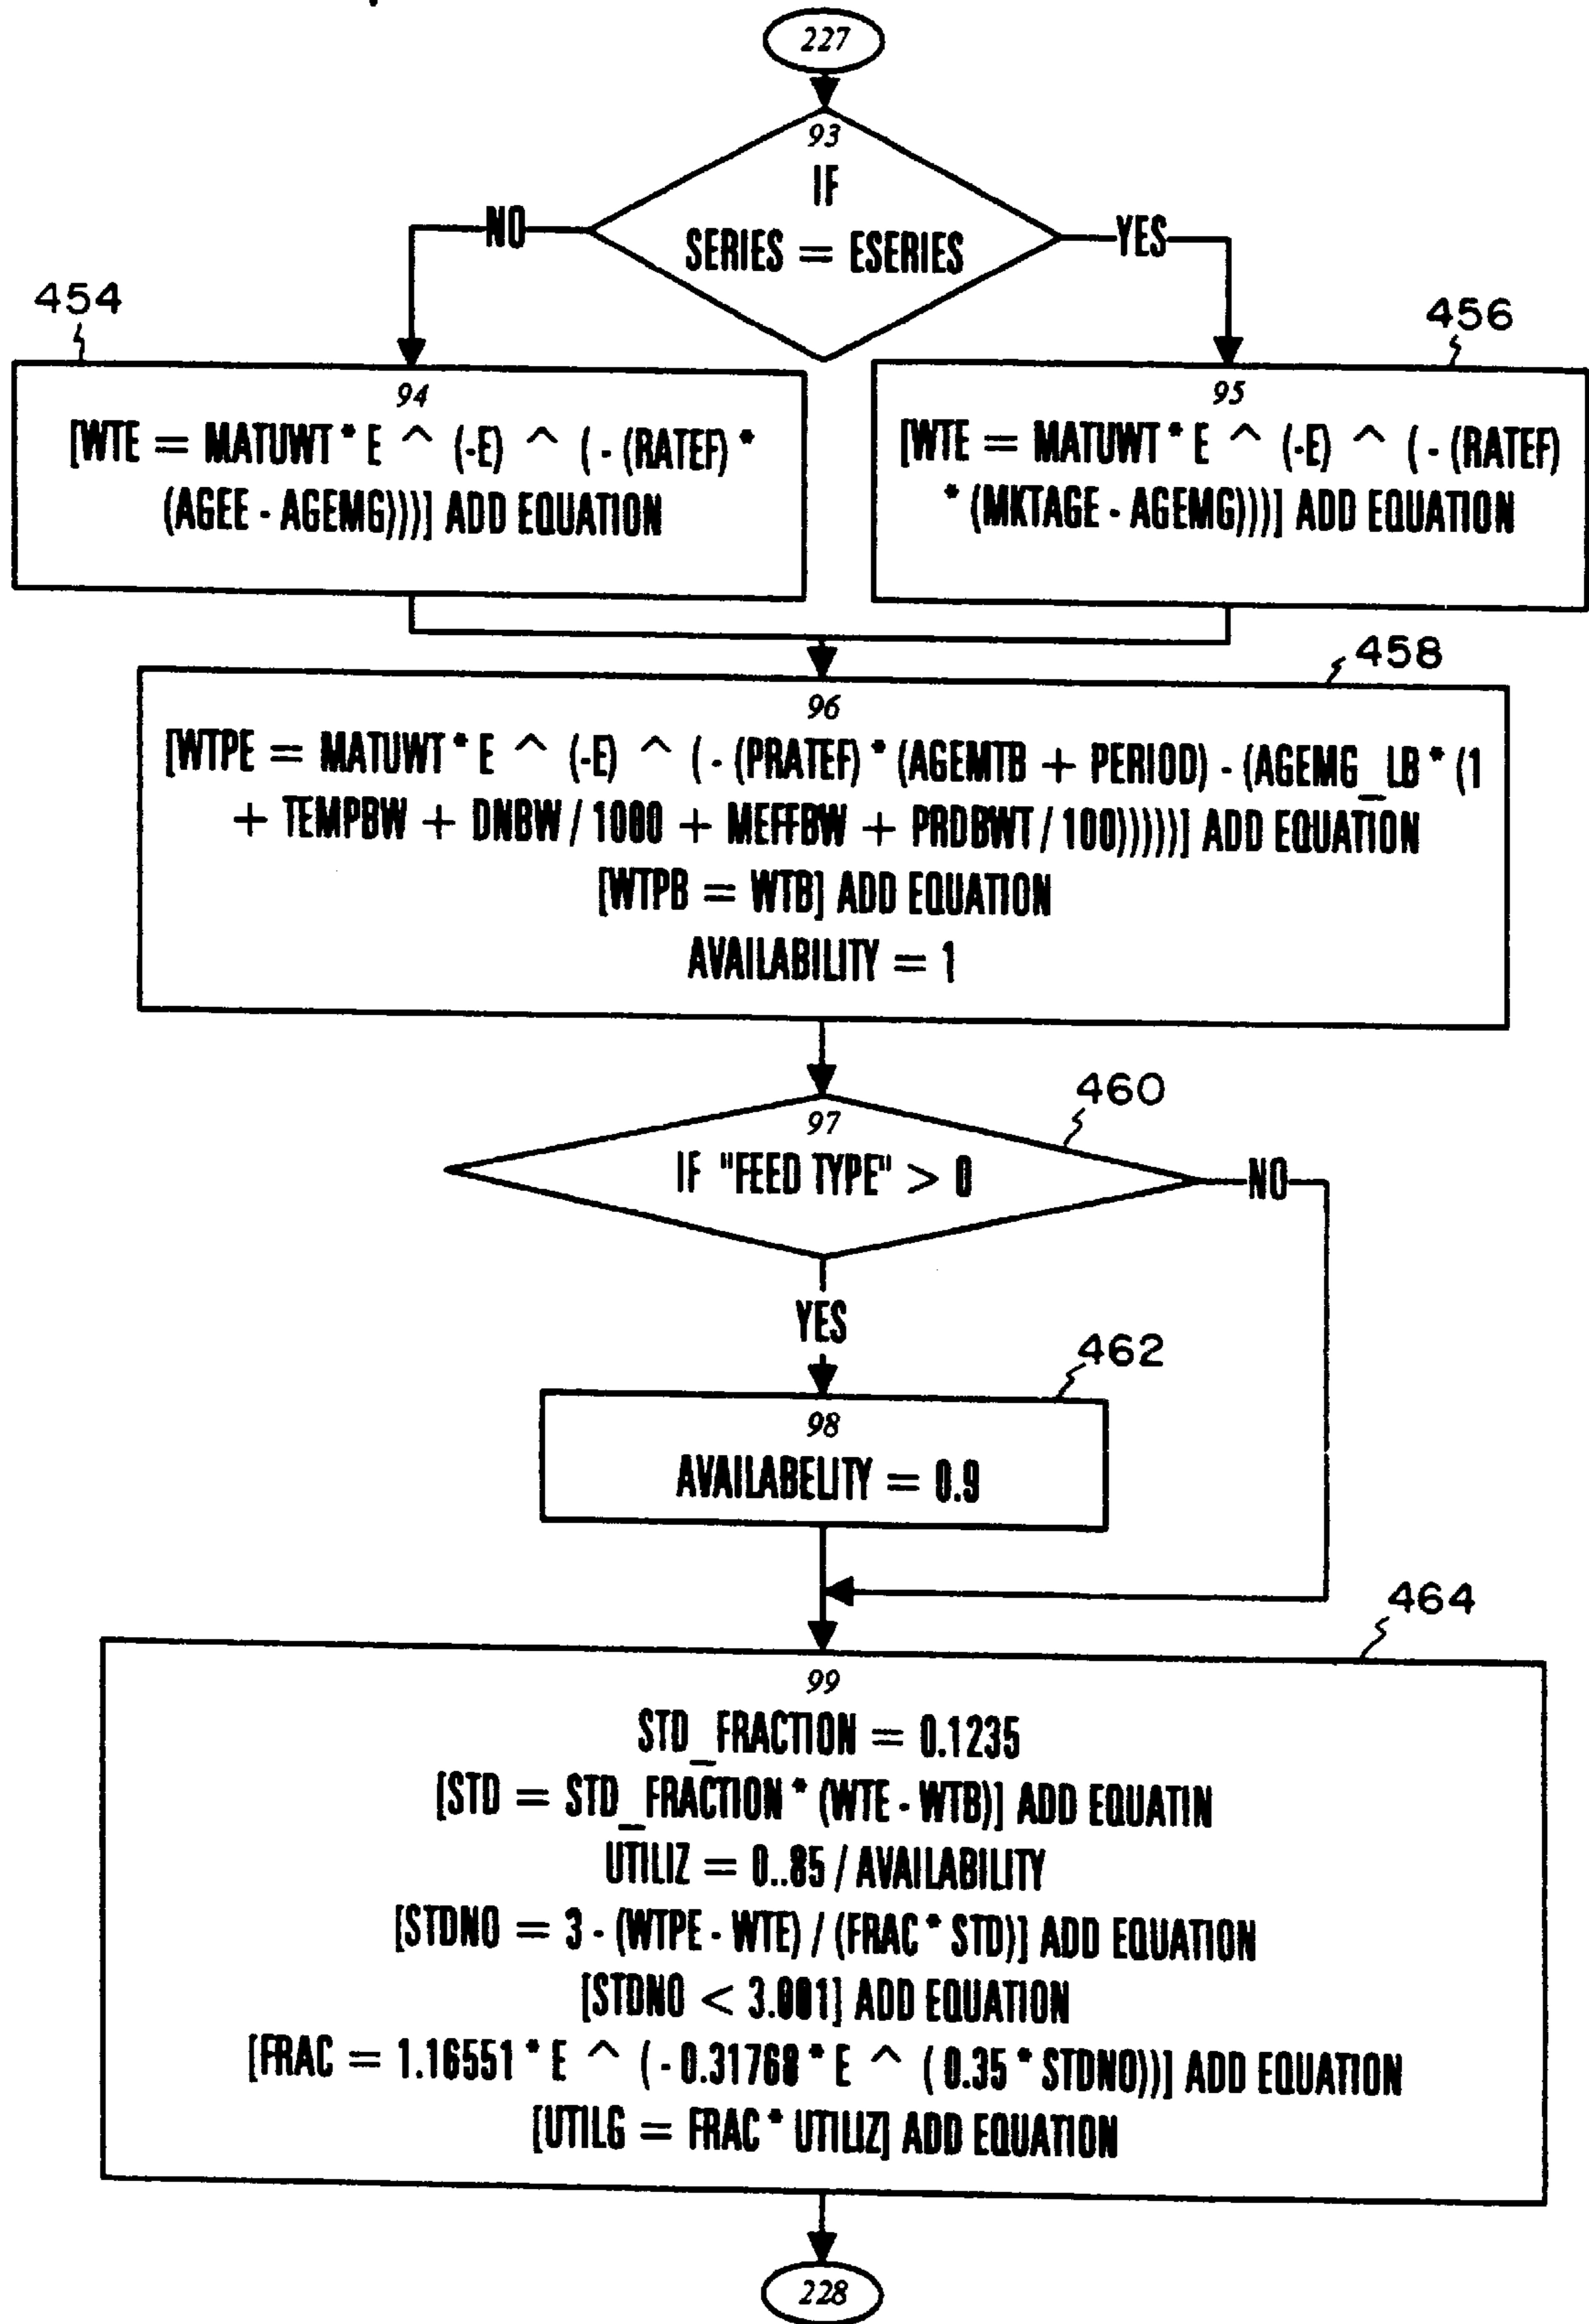 227
93
IF
SERIES = ESERIES
NO
YES
454
456
94
[WTE = MATUWT * E ^ (-E) ^ ( - (RATEF) *
(AGEE - AGEMG)))] ADD EQUATION
95
[WTE = MATUWT * E ^ (-E) ^ ( - (RATEF)
* (MKTAGE - AGEMG)))] ADD EQUATION
458
96
[WTPE = MATUWT * E ^ (-E) ^ ( - (PRATEF) * (AGEMTB + PERIOD) - (AGEMG_LB * (1
+ TEMPBW + DNBW / 1000 + MEFFBW + PRDBWT / 100)))))] ADD EQUATION
[WTPB = WTB] ADD EQUATION
AVAILABILITY = 1
460
97
IF "FEED TYPE" > 0
NO
YES
462
98
AVAILABELITY = 0.9
464
99
STD_FRACTION = 0.1235
[STD = STD_FRACTION * (WTE - WTB)] ADD EQUATIN
UTILIZ = 0..85 / AVAILABILITY
[STDNO = 3 - (WTPE - WTE) / (FRAC * STD)] ADD EQUATION
[STDNO < 3.001] ADD EQUATION
[FRAC = 1.16551 * E ^ ( - 0.31768 * E ^ ( 0.35 * STDNO))] ADD EQUATION
[UTILG = FRAC * UTILIZ] ADD EQUATION
228